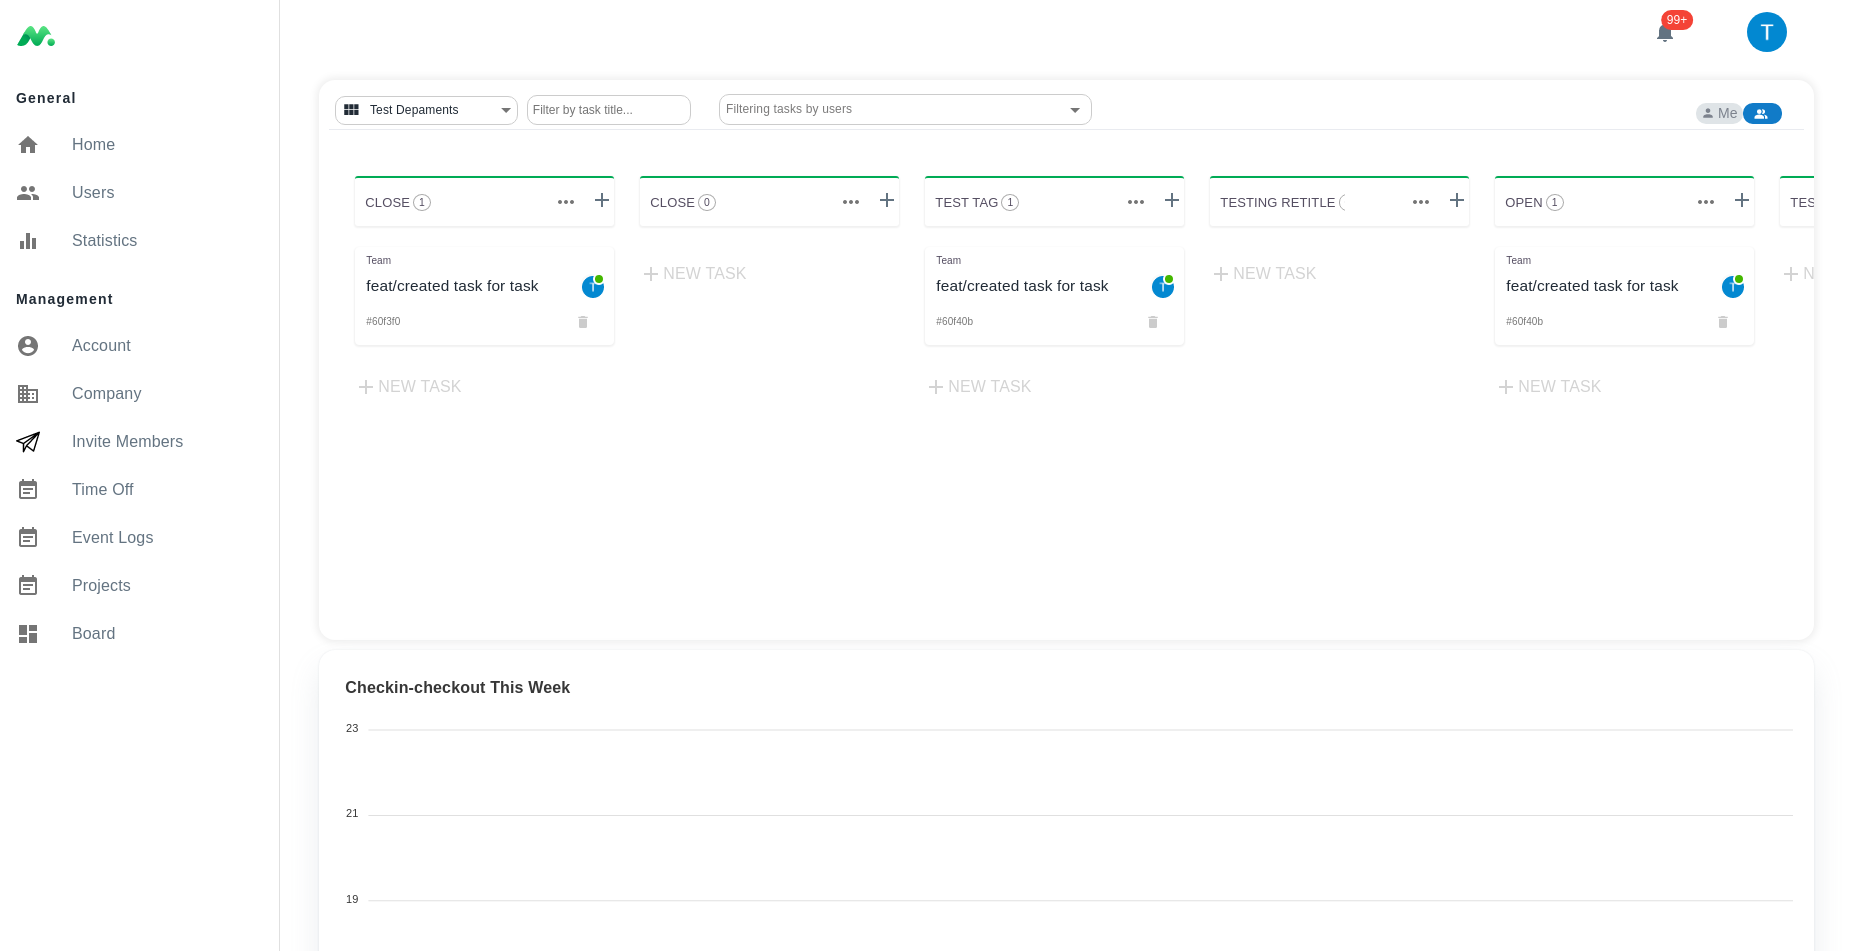 99+
T
General
Home
Users
Statistics
Management
Account
Company
Invite Members
Time Off
Event Logs
Projects
Board
Test Depaments
Filter by task title...
Filtering tasks by users
Me
CLOSE 1
CLOSE 0
TEST TAG 1
TESTING RETITLE
OPEN 1
TES
Team
feat/created task for task
T
#60f3f0
NEW TASK
NEW TASK
Team
feat/created task for task
T
#60f40b
NEW TASK
NEW TASK
Team
feat/created task for task
T
#60f40b
NEW TASK
N
Checkin-checkout This Week
23
21
19